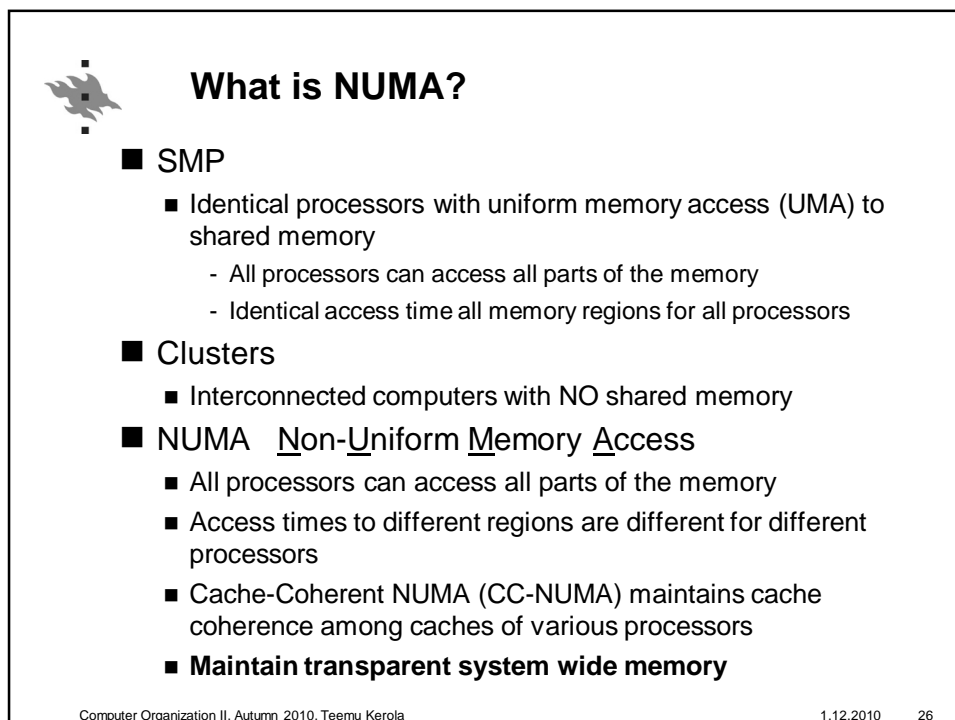 What is NUMA?
SMP
Identical processors with uniform memory access (UMA) to
shared memory
- All processors can access all parts of the memory
- Identical access time all memory regions for all processors
Clusters
Interconnected computers with NO shared memory
NUMA Non-Uniform Memory Access
All processors can access all parts of the memory
Access times to different regions are different for different
processors
Cache-Coherent NUMA (CC-NUMA) maintains cache
coherence among caches of various processors
Maintain transparent system wide memory
Computer Organization II, Autumn 2010, Teemu Kerola 1.12.2010 26